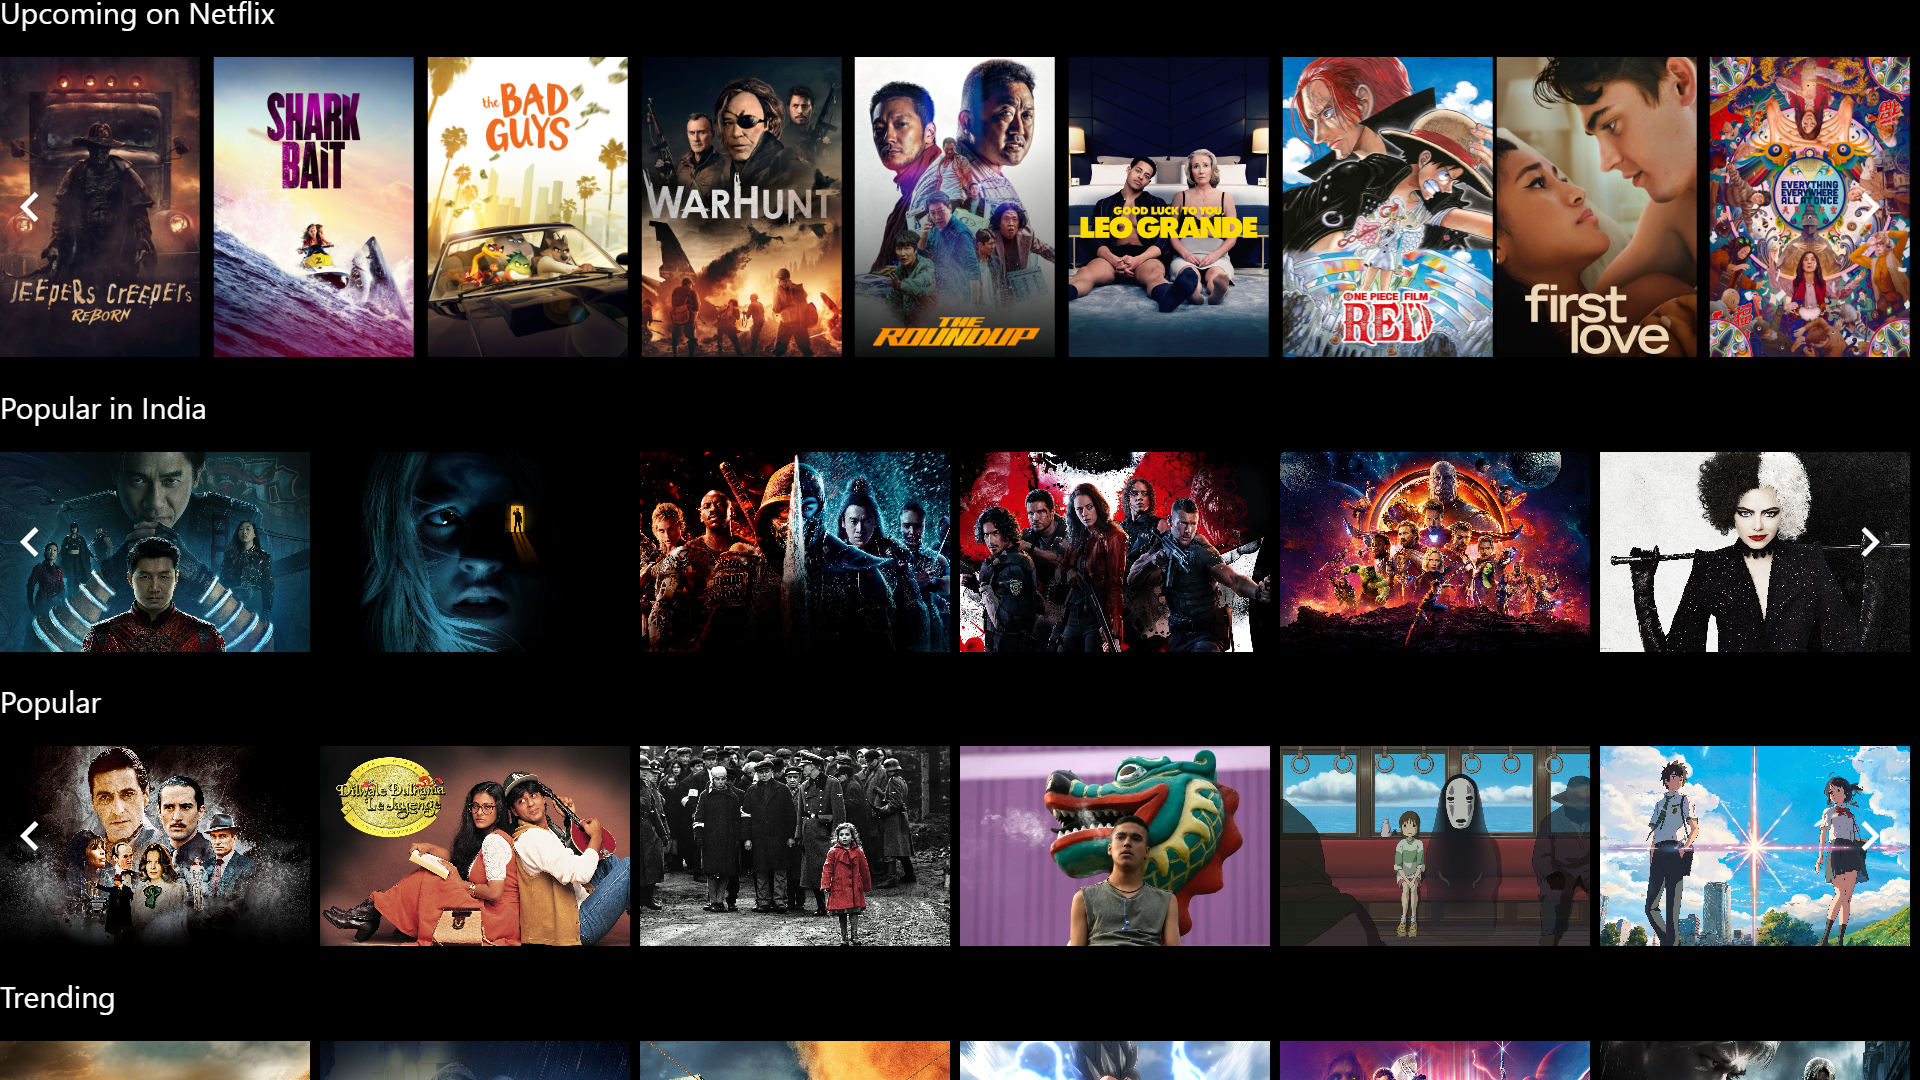 Upcoming on Netflix
JEEPERS CREEPERS
REBORN
SHARK
BAIT
the BAD
GUYS
WARHUNT
THE
ROUNDUP
GOOD LUCK TO YOU,
LEO GRANDE
ONE PIECE FILM
RED
first
love
EVERYTHING
EVERYWHERE
ALL AT ONCE
Popular in India
Popular
Dilwale Dulhania
Le Jayenge
Trending